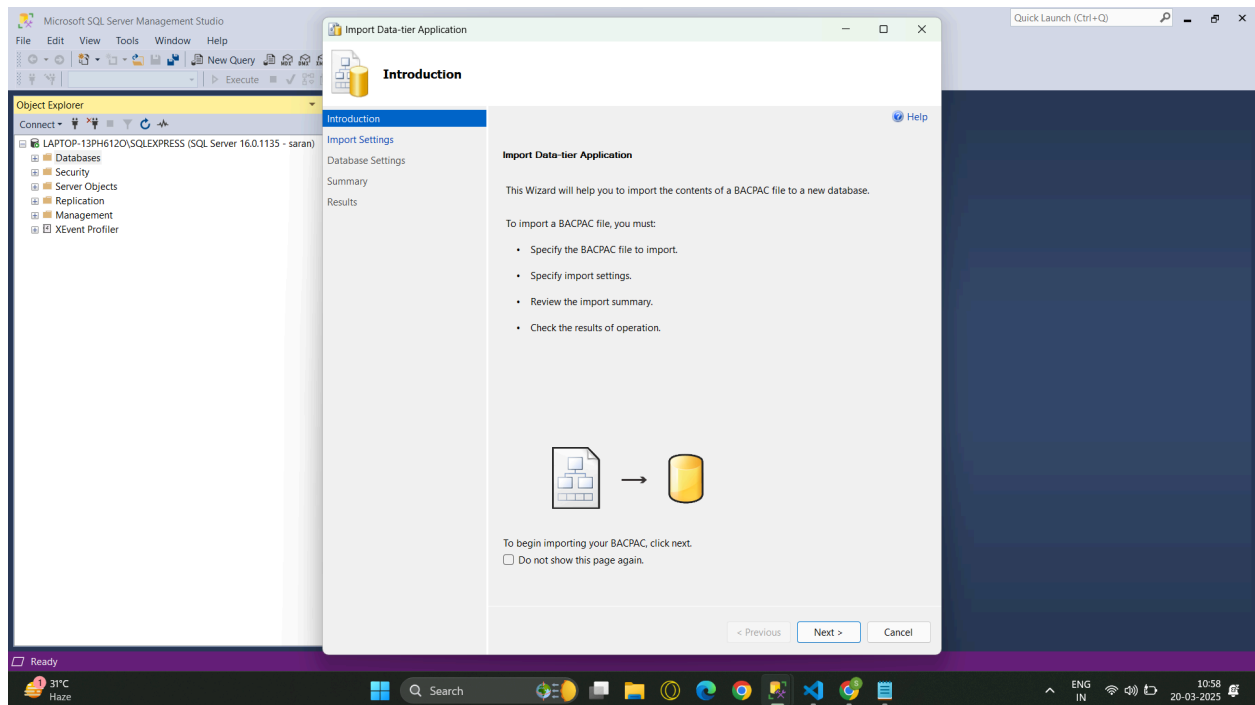 Microsoft SQL Server Management Studio
Quick Launch (Ctrl+Q)
File Edit View Tools Window Help
New Query
Execute
Object Explorer
Connect
LAPTOP-13PH612O\SQLEXPRESS (SQL Server 16.0.1135 - saran)
Databases
Security
Server Objects
Replication
Management
XEvent Profiler
Import Data-tier Application
Introduction
Introduction
Import Settings
Database Settings
Summary
Results
Help
Import Data-tier Application
This Wizard will help you to import the contents of a BACPAC file to a new database.
To import a BACPAC file, you must:
• Specify the BACPAC file to import.
• Specify import settings.
• Review the import summary.
• Check the results of operation.
To begin importing your BACPAC, click next.
Do not show this page again.
< Previous Next > Cancel
Ready
1
31°C
Haze
Search
ENG
IN
10:58
20-03-2025